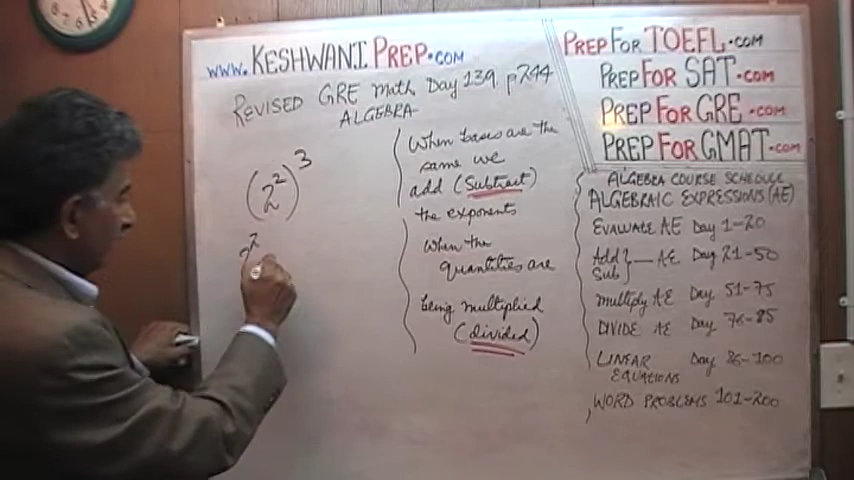 www.KESHWANI PREP.com
REVISED GRE Math Day 139 p244
ALGEBRA
(2²)³
2²
When bases are the
same we
add (Subtract)
the exponents
when the
quantities are
being multiplied
(divided)
PREP FOR TOEFL.com
PREP FOR SAT.com
PREP FOR GRE.com
PREP FOR GMAT.com
ALGEBRA COURSE SCHEDULE
ALGEBRAIC EXPRESSIONS (AE)
EVALUATE AE Day 1-20
Add } — AE Day 21-50
Sub
multiply AE Day 51-75
DIVIDE AE Day 76-85
LINEAR Day 86-100
EQUATIONS
WORD PROBLEMS 101-200